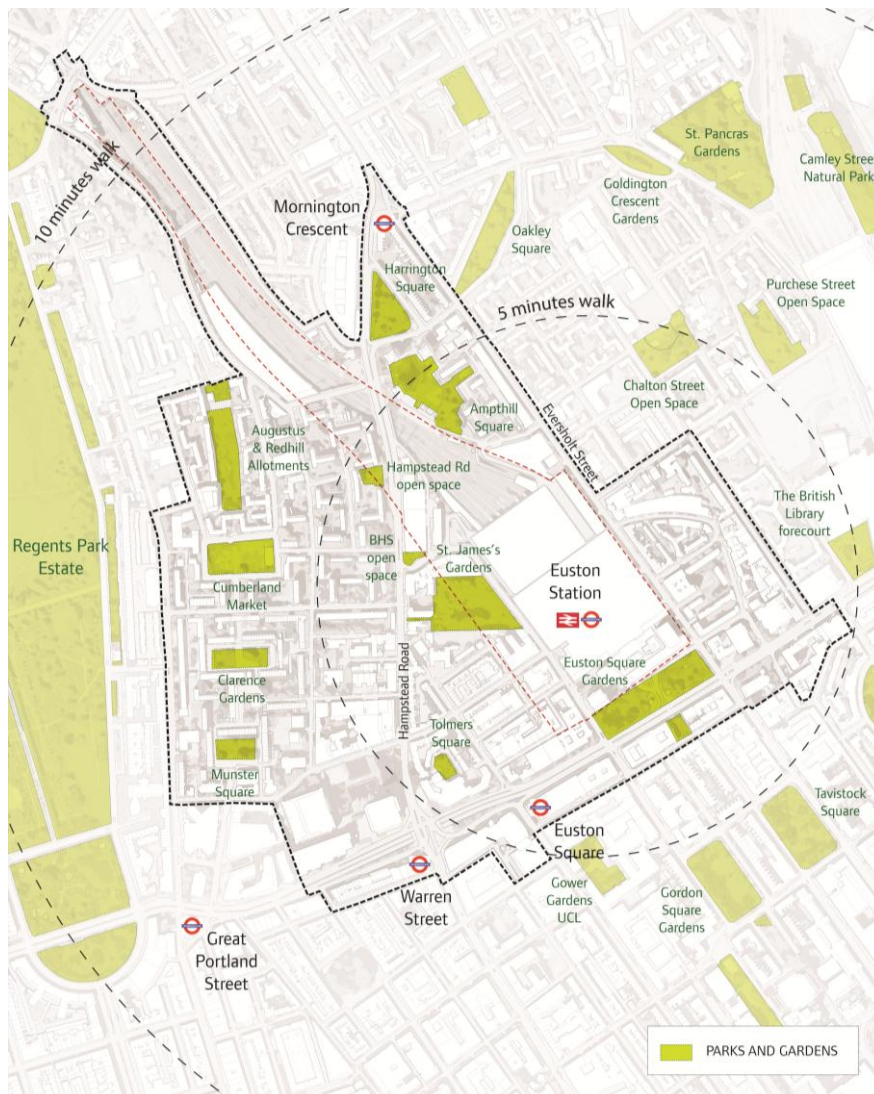 St. Pancras
Gardens
Camley Street
Natural Park
10 minutes walk
Goldington
Crescent
Gardens
Mornington
Crescent
Oakley
Square
Harrington
Square
Purchese Street
Open Space
5 minutes walk
Chalton Street
Open Space
Ampthill
Square
Eversholt Street
Augustus
& Redhill
Allotments
Hampstead Rd
open space
The British
Library
forecourt
Regents Park
Estate
BHS
open
space
St. James's
Gardens
Euston
Station
Cumberland
Market
Euston Square
Gardens
Clarence
Gardens
Hampstead Road
Tolmers
Square
Munster
Square
Tavistock
Square
Euston
Square
Gower
Gardens
UCL
Gordon
Square
Gardens
Warren
Street
Great
Portland
Street
PARKS AND GARDENS